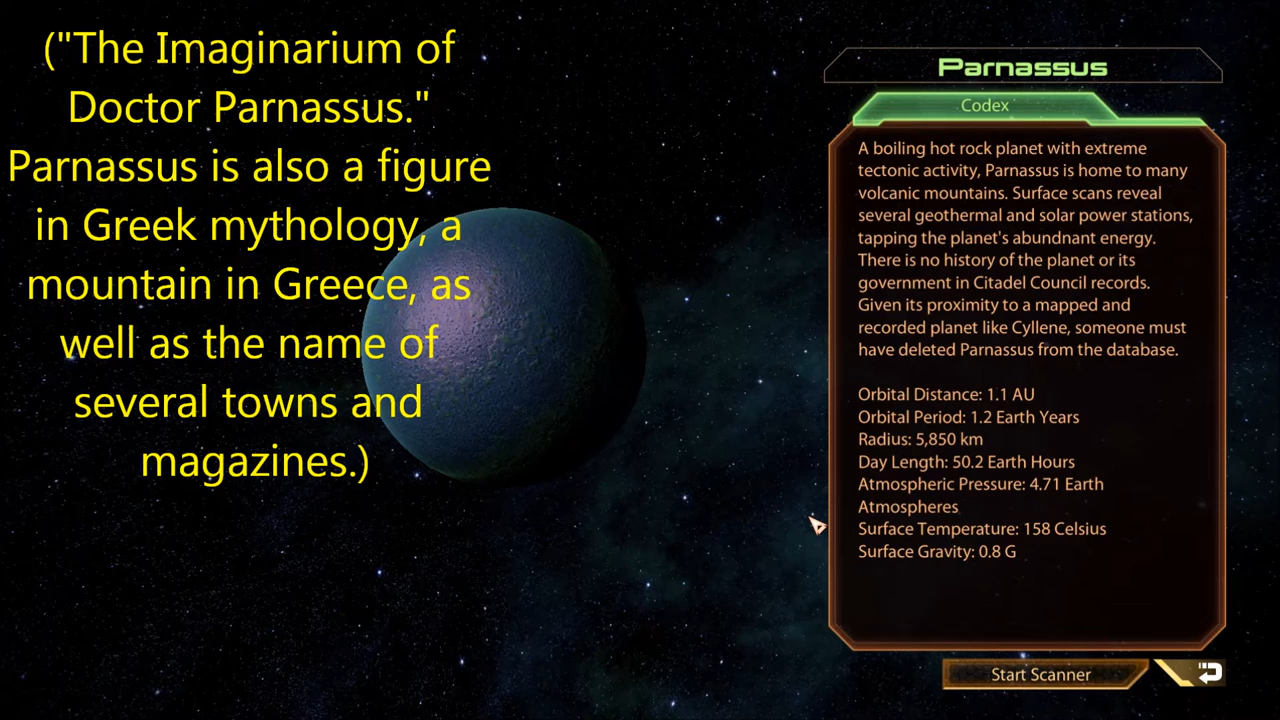 ("The Imaginarium of
Doctor Parnassus."
Parnassus is also a figure
in Greek mythology, a
mountain in Greece, as
well as the name of
several towns and
magazines.)
Parnassus
Codex
A boiling hot rock planet with extreme
tectonic activity, Parnassus is home to many
volcanic mountains. Surface scans reveal
several geothermal and solar power stations,
tapping the planet's abundnant energy.
There is no history of the planet or its
government in Citadel Council records.
Given its proximity to a mapped and
recorded planet like Cyllene, someone must
have deleted Parnassus from the database.
Orbital Distance: 1.1 AU
Orbital Period: 1.2 Earth Years
Radius: 5,850 km
Day Length: 50.2 Earth Hours
Atmospheric Pressure: 4.71 Earth
Atmospheres
Surface Temperature: 158 Celsius
Surface Gravity: 0.8 G
Start Scanner